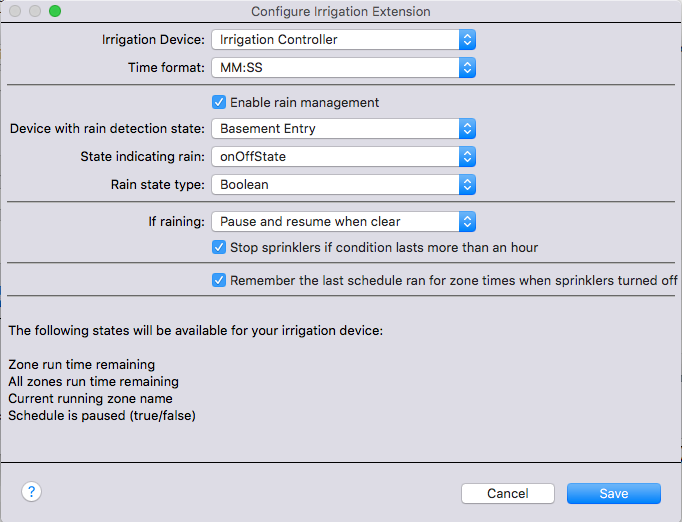 Configure Irrigation Extension
Irrigation Device: Irrigation Controller
Time format: MM:SS
Enable rain management
Device with rain detection state: Basement Entry
State indicating rain: onOffState
Rain state type: Boolean
If raining: Pause and resume when clear
Stop sprinklers if condition lasts more than an hour
Remember the last schedule ran for zone times when sprinklers turned off
The following states will be available for your irrigation device:
Zone run time remaining
All zones run time remaining
Current running zone name
Schedule is paused (true/false)
? Cancel Save